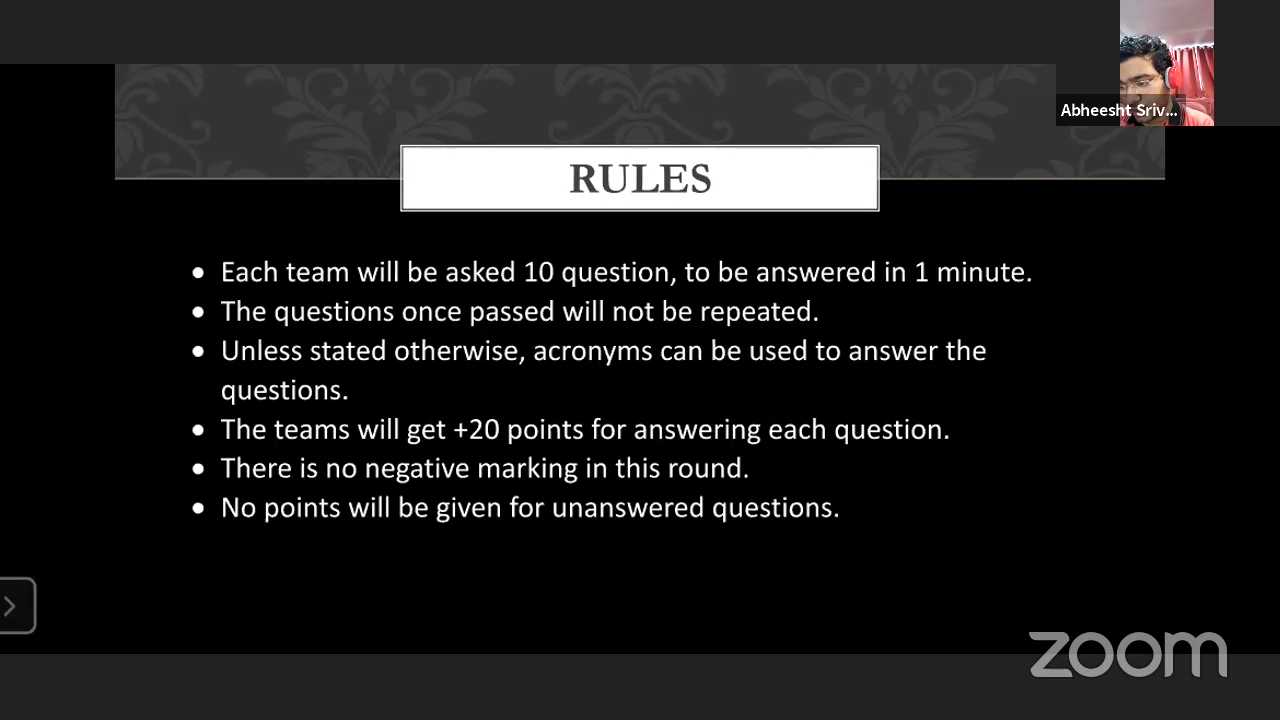 Abheesht Sriv...
RULES
• Each team will be asked 10 question, to be answered in 1 minute.
• The questions once passed will not be repeated.
• Unless stated otherwise, acronyms can be used to answer the
questions.
• The teams will get +20 points for answering each question.
• There is no negative marking in this round.
• No points will be given for unanswered questions.
zoom